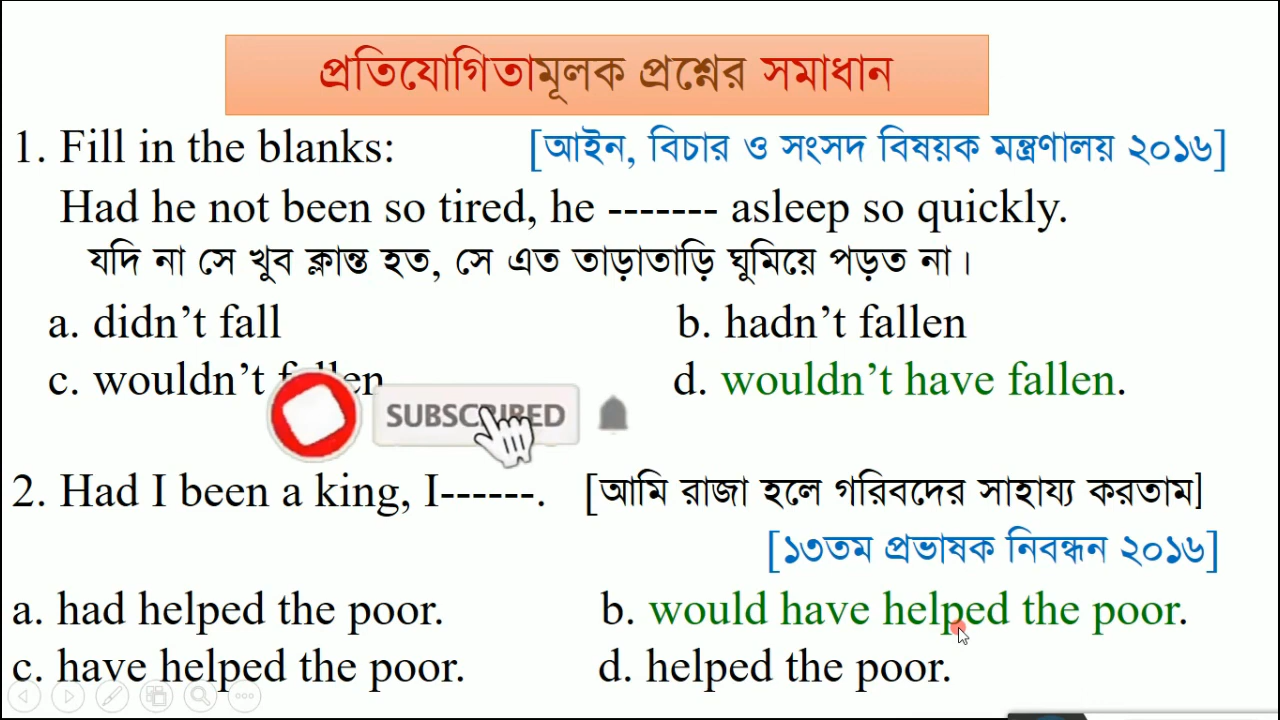 প্রতিযোগিতামূলক প্রশ্নের সমাধান
1. Fill in the blanks: [আইন, বিচার ও সংসদ বিষয়ক মন্ত্রণালয় ২০১৬]
Had he not been so tired, he ------- asleep so quickly.
যদি না সে খুব ক্লান্ত হত, সে এত তাড়াতাড়ি ঘুমিয়ে পড়ত না।
a. didn’t fall b. hadn’t fallen
c. wouldn’t fallen d. wouldn’t have fallen.
SUBSCRIBED
2. Had I been a king, I------. [আমি রাজা হলে গরিবদের সাহায্য করতাম]
[১৩তম প্রভাষক নিবন্ধন ২০১৬]
a. had helped the poor. b. would have helped the poor.
c. have helped the poor. d. helped the poor.